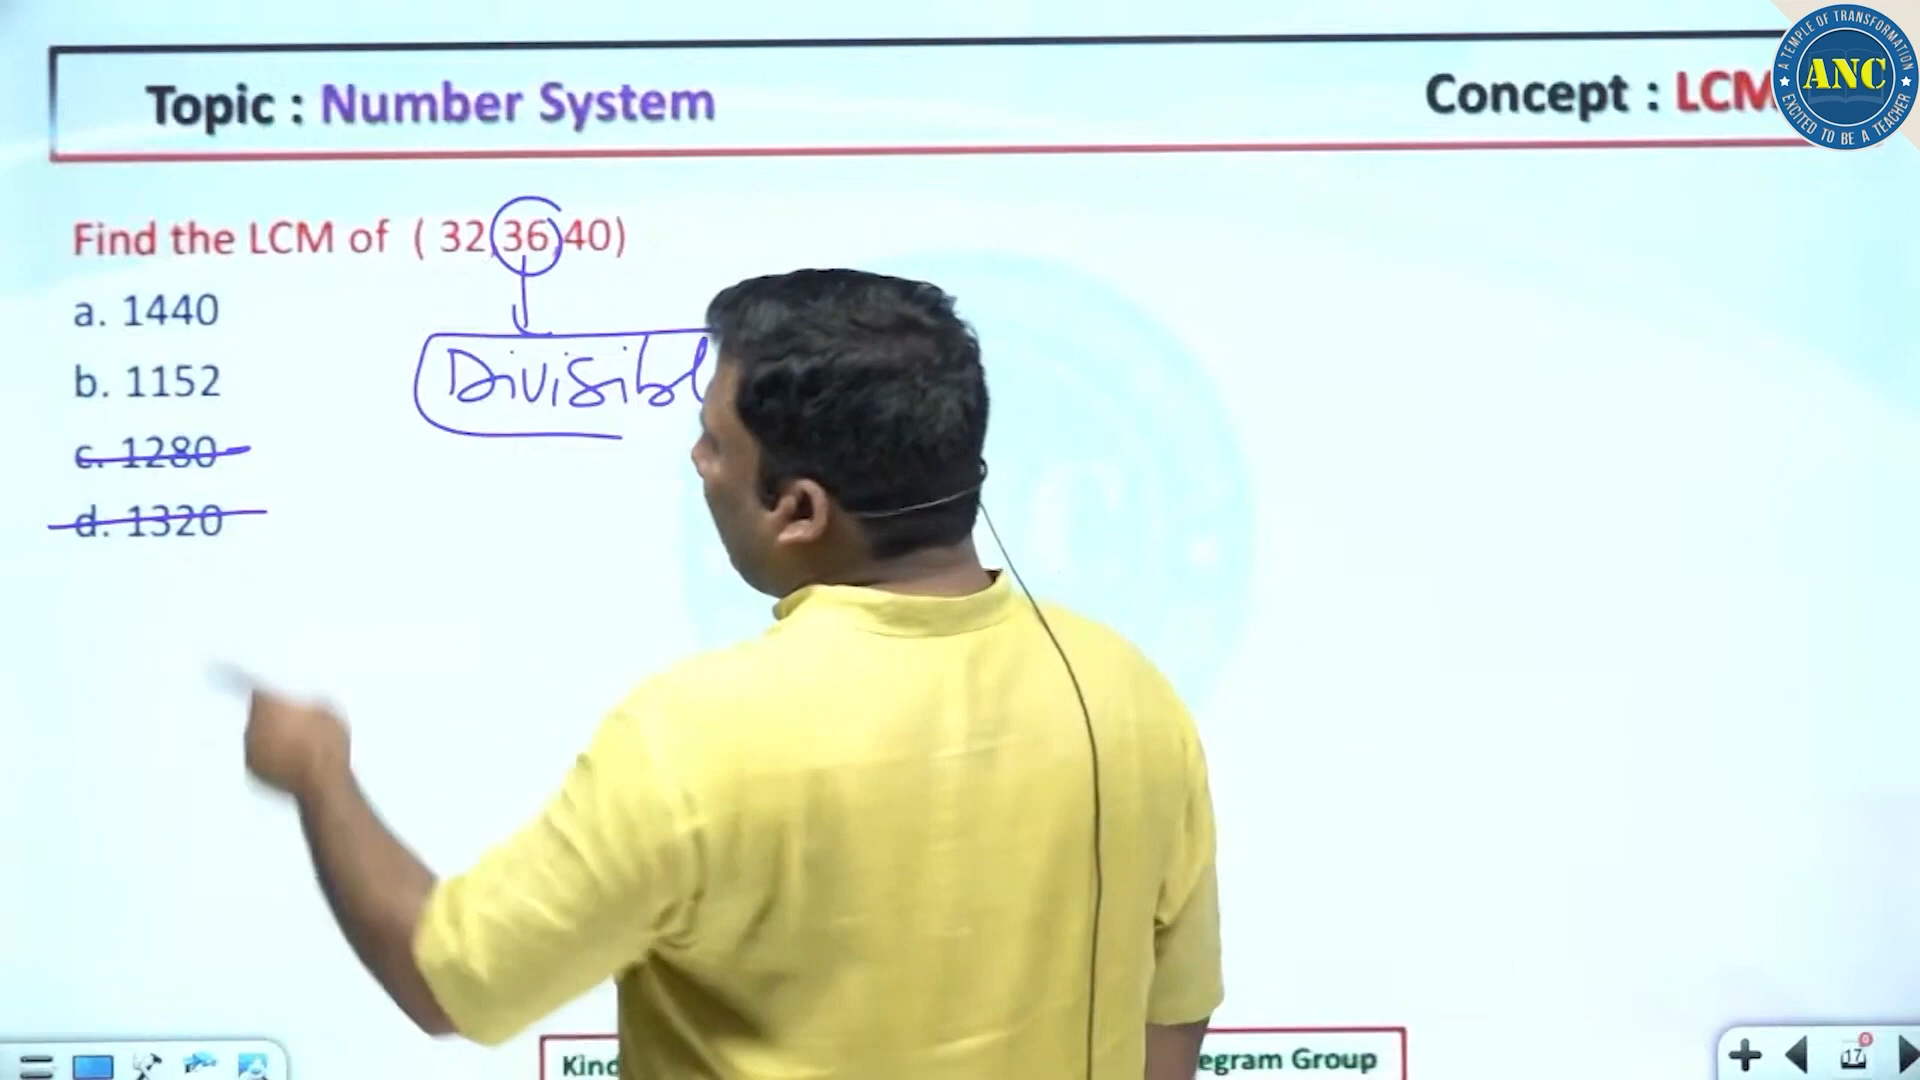 Topic : Number System
Concept : LCM
A TEMPLE OF TRANSFORMATION
ANC
EXCITED TO BE A TEACHER
Find the LCM of ( 32,36,40)
a. 1440
b. 1152
c. 1280
d. 1320
Divisibl
egram Group
17
0